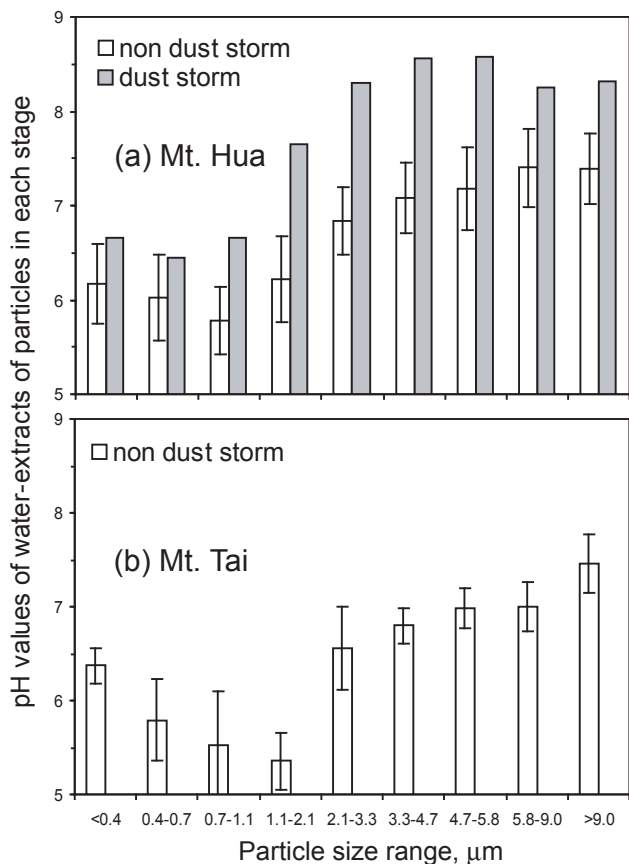 9
non dust storm
dust storm
8
(a) Mt. Hua
7
6
5
9
non dust storm
8
(b) Mt. Tai
7
6
5
<0.4 0.4-0.7 0.7-1.1 1.1-2.1 2.1-3.3 3.3-4.7 4.7-5.8 5.8-9.0 >9.0
Particle size range, μm
pH values of water-extracts of particles in each stage